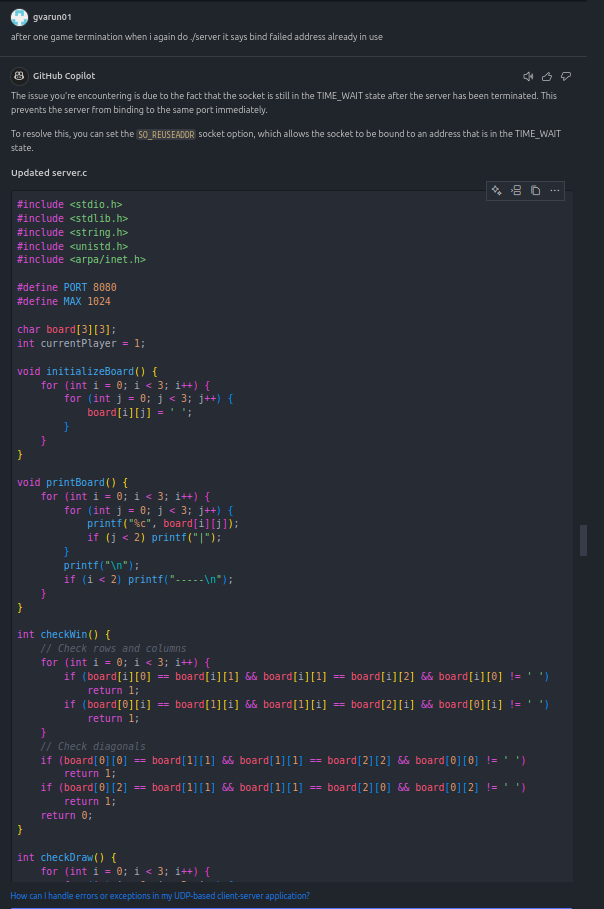 gvarun01
after one game termination when i again do ./server it says bind failed address already in use
GitHub Copilot
The issue you're encountering is due to the fact that the socket is still in the TIME_WAIT state after the server has been terminated. This
prevents the server from binding to the same port immediately.
To resolve this, you can set the SO_REUSEADDR socket option, which allows the socket to be bound to an address that is in the TIME_WAIT
state.
Updated server.c
#include <stdio.h>
#include <stdlib.h>
#include <string.h>
#include <unistd.h>
#include <arpa/inet.h>
#define PORT 8080
#define MAX 1024
char board[3][3];
int currentPlayer = 1;
void initializeBoard() {
    for (int i = 0; i < 3; i++) {
        for (int j = 0; j < 3; j++) {
            board[i][j] = ' ';
        }
    }
}
void printBoard() {
    for (int i = 0; i < 3; i++) {
        for (int j = 0; j < 3; j++) {
            printf("%c", board[i][j]);
            if (j < 2) printf("|");
        }
        printf("\n");
        if (i < 2) printf("-----\n");
    }
}
int checkWin() {
    // Check rows and columns
    for (int i = 0; i < 3; i++) {
        if (board[i][0] == board[i][1] && board[i][1] == board[i][2] && board[i][0] != ' ')
            return 1;
        if (board[0][i] == board[1][i] && board[1][i] == board[2][i] && board[0][i] != ' ')
            return 1;
    }
    // Check diagonals
    if (board[0][0] == board[1][1] && board[1][1] == board[2][2] && board[0][0] != ' ')
        return 1;
    if (board[0][2] == board[1][1] && board[1][1] == board[2][0] && board[0][2] != ' ')
        return 1;
    return 0;
}
int checkDraw() {
    for (int i = 0; i < 3; i++) {
How can I handle errors or exceptions in my UDP-based client-server application?